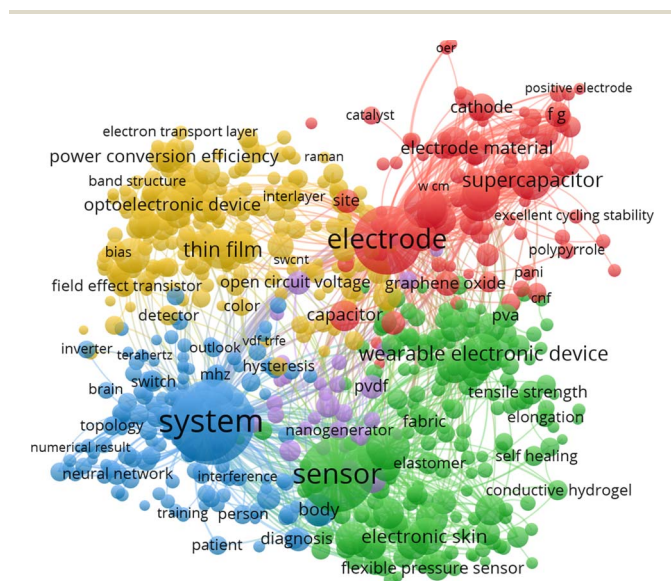 oer
positive electrode
cathode
f g
catalyst
electron transport layer
electrode material
power conversion efficiency
raman
band structure
w cm
supercapacitor
interlayer
site
optoelectronic device
excellent cycling stability
electrode
thin film
bias
polypyrrole
swcnt
pani
field effect transistor
open circuit voltage
graphene oxide
cnf
color
detector
capacitor
pva
vdf trfe
inverter
outlook
terahertz
wearable electronic device
hysteresis
mhz
switch
brain
pvdf
tensile strength
system
fabric
elongation
topology
nanogenerator
numerical result
self healing
elastomer
neural network
interference
sensor
conductive hydrogel
training
person
body
patient
diagnosis
electronic skin
flexible pressure sensor